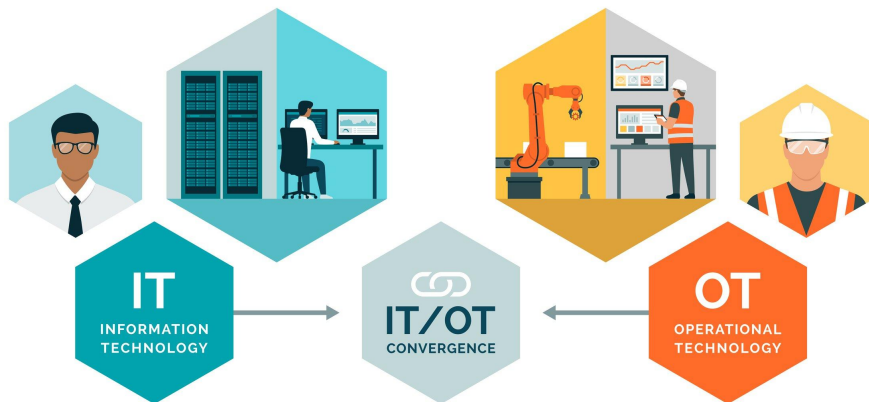 IT
INFORMATION
TECHNOLOGY
IT/OT
CONVERGENCE
OT
OPERATIONAL
TECHNOLOGY